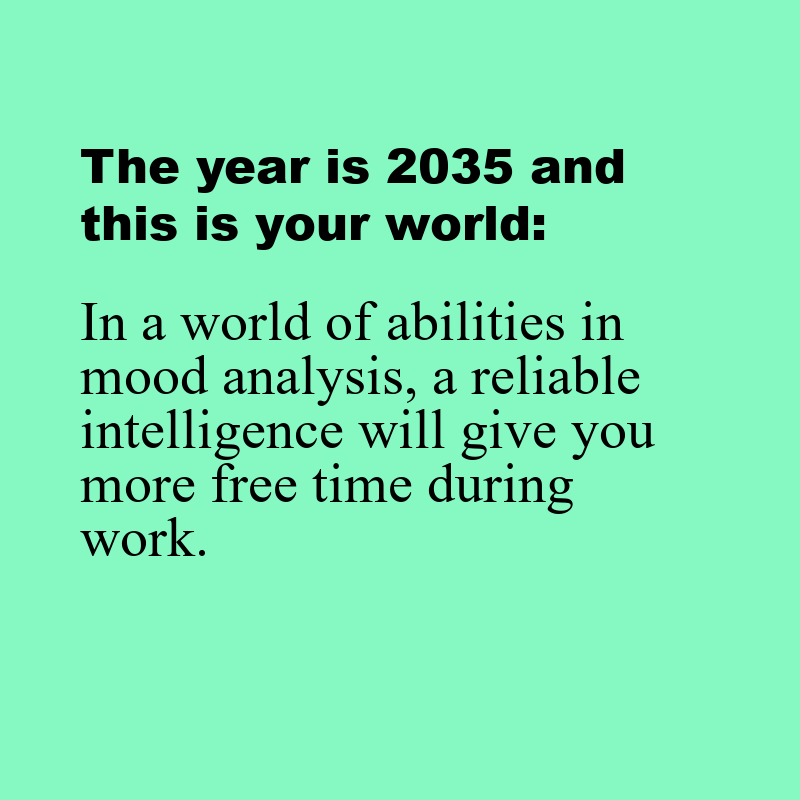 The year is 2035 and
this is your world:
In a world of abilities in
mood analysis, a reliable
intelligence will give you
more free time during
work.